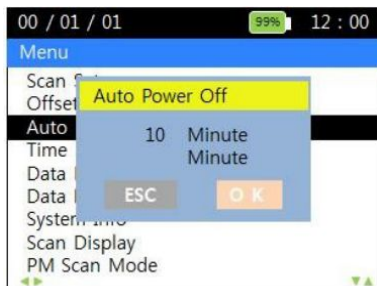 00 / 01 / 01 99% 12 : 00
Menu
Scan
Offset
Auto Power Off
Auto
10 Minute
Time
Minute
Data
Data
ESC O K
System Info
Scan Display
PM Scan Mode